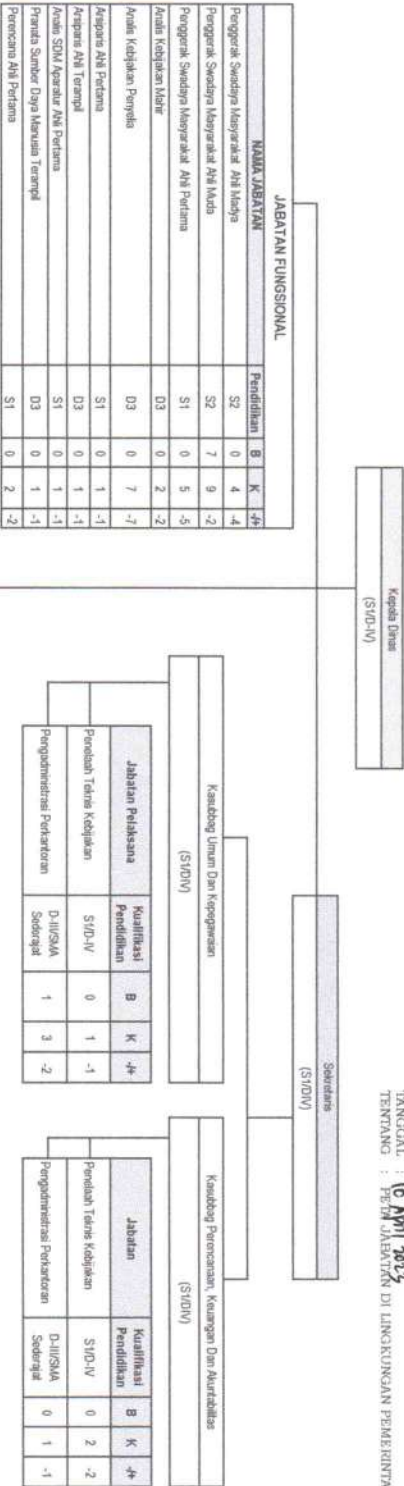 TANGGAL : 10 April 2023
TENTANG : PETA JABATAN DI LINGKUNGAN PEMERINTA
Kepala Dinas
(S1/D-IV)
Sekretaris
(S1/DIV)
JABATAN FUNGSIONAL
NAMA JABATAN Pendidikan B K -/+
Penggerak Swadaya Masyarakat Ahli Madya S2 0 4 -4
Penggerak Swadaya Masyarakat Ahli Muda S2 7 9 -2
Penggerak Swadaya Masyarakat Ahli Pertama S1 0 5 -5
Analis Kebijakan Mahir D3 0 2 -2
Analis Kebijakan Penyelia D3 0 7 -7
Arsiparis Ahli Pertama S1 0 1 -1
Arsiparis Ahli Terampil D3 0 1 -1
Analis SDM Aparatur Ahli Pertama S1 0 1 -1
Pranata Sumber Daya Manusia Terampil D3 0 1 -1
Perencana Ahli Pertama S1 0 2 -2
Kasubbag Umum Dan Kepegawaian
(S1/DIV)
Jabatan Pelaksana Kualifikasi Pendidikan B K -/+
Penelaah Teknis Kebijakan S1/D-IV 0 1 -1
Pengadministrasi Perkantoran D-III/SMA Sederajat 1 3 -2
Kasubbag Perencanaan, Keuangan Dan Akuntabilitas
(S1/DIV)
Jabatan Kualifikasi Pendidikan B K -/+
Penelaah Teknis Kebijakan S1/D-IV 0 2 -2
Pengadministrasi Perkantoran D-III/SMA Sederajat 0 1 -1